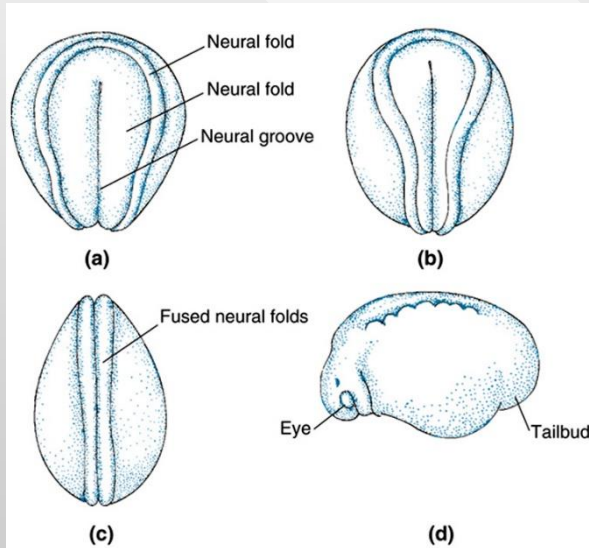 Neural fold
Neural fold
Neural groove
(a)
(b)
Fused neural folds
Eye
Tailbud
(c)
(d)